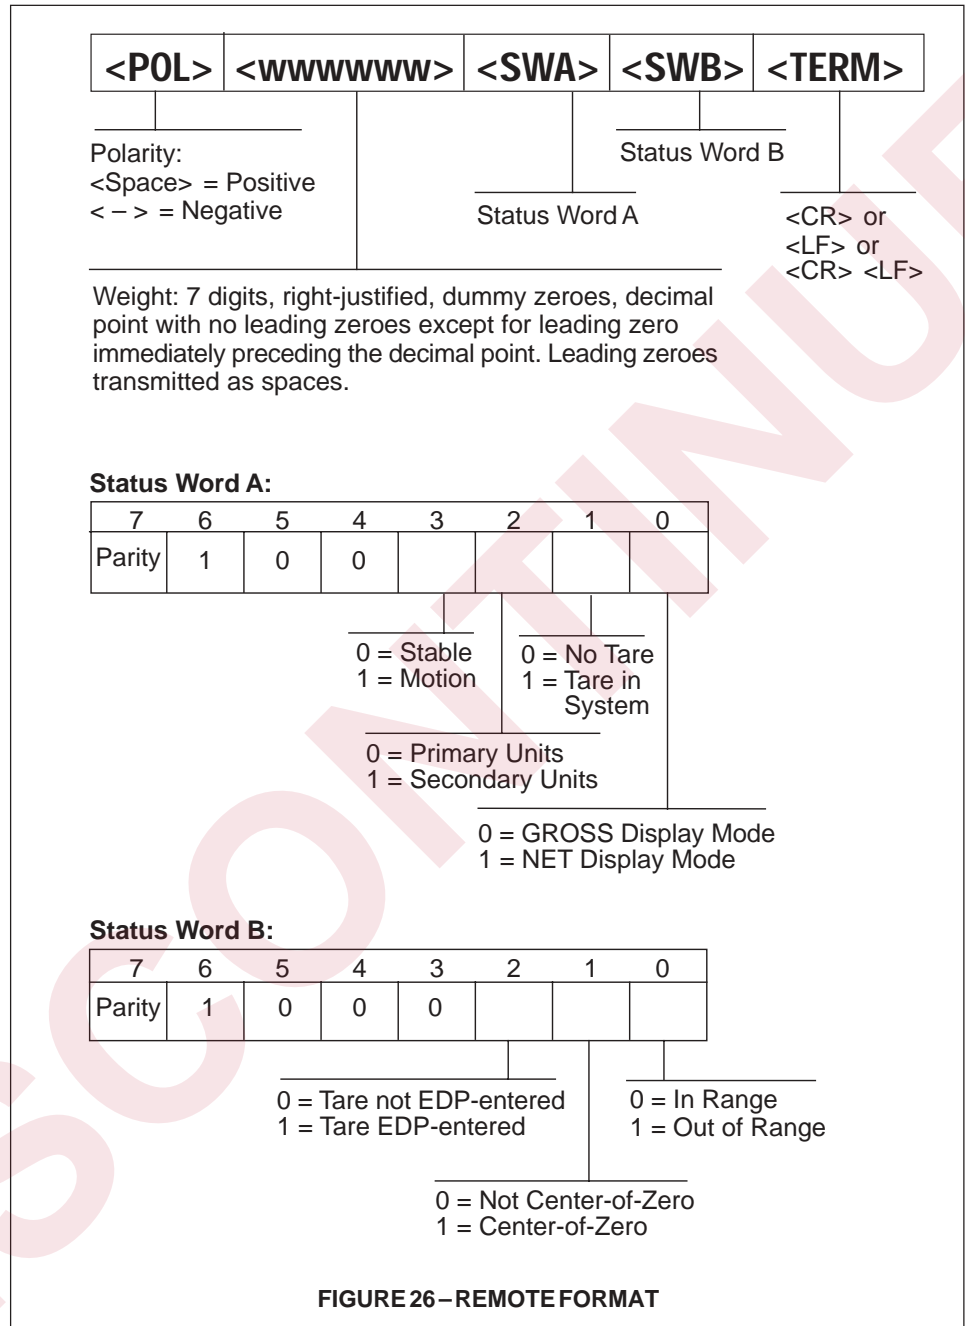 <POL> <wwwwww> <SWA> <SWB> <TERM>
Polarity:
<Space> = Positive
< – > = Negative
Status Word B
Status Word A
<CR> or
<LF> or
<CR> <LF>
Weight: 7 digits, right-justified, dummy zeroes, decimal
point with no leading zeroes except for leading zero
immediately preceding the decimal point. Leading zeroes
transmitted as spaces.
Status Word A:
7 6 5 4 3 2 1 0
Parity 1 0 0
0 = Stable
1 = Motion
0 = No Tare
1 = Tare in
System
0 = Primary Units
1 = Secondary Units
0 = GROSS Display Mode
1 = NET Display Mode
Status Word B:
7 6 5 4 3 2 1 0
Parity 1 0 0 0
0 = Tare not EDP-entered
1 = Tare EDP-entered
0 = In Range
1 = Out of Range
0 = Not Center-of-Zero
1 = Center-of-Zero
FIGURE 26 – REMOTE FORMAT
SCONTINUE